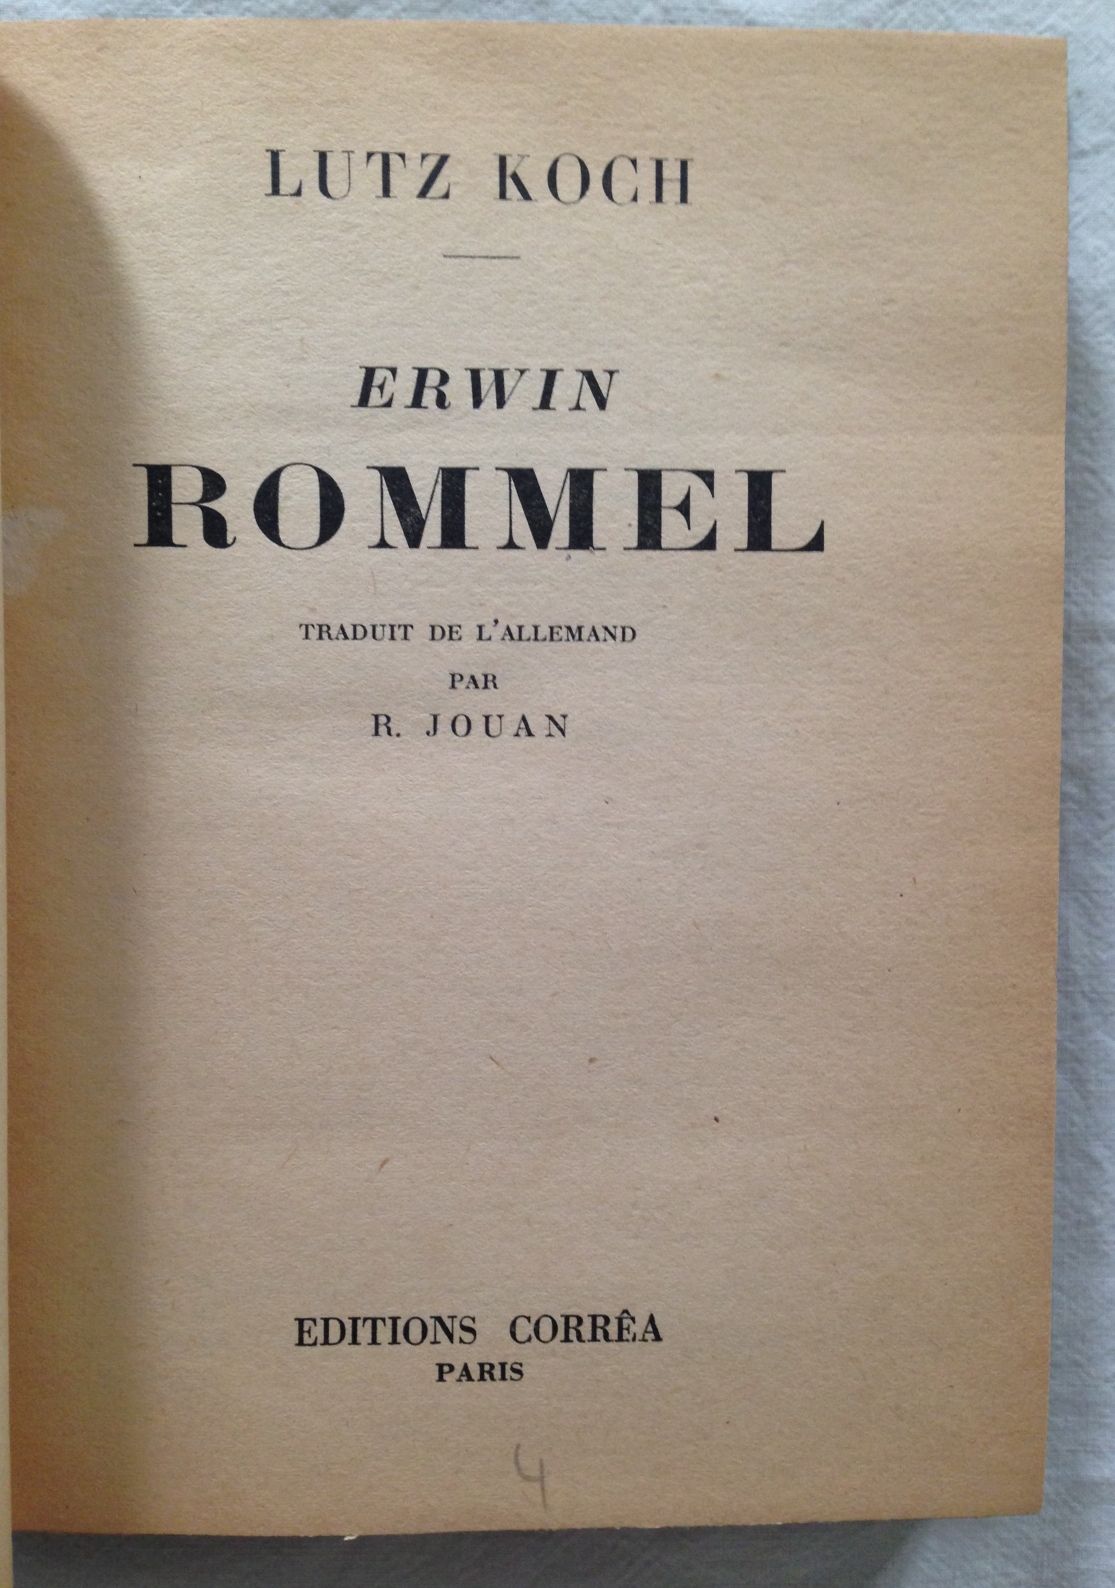 LUTZ KOCH
ERWIN
ROMMEL
TRADUIT DE L'ALLEMAND
PAR
R. JOUAN
EDITIONS CORRÊA
PARIS
4